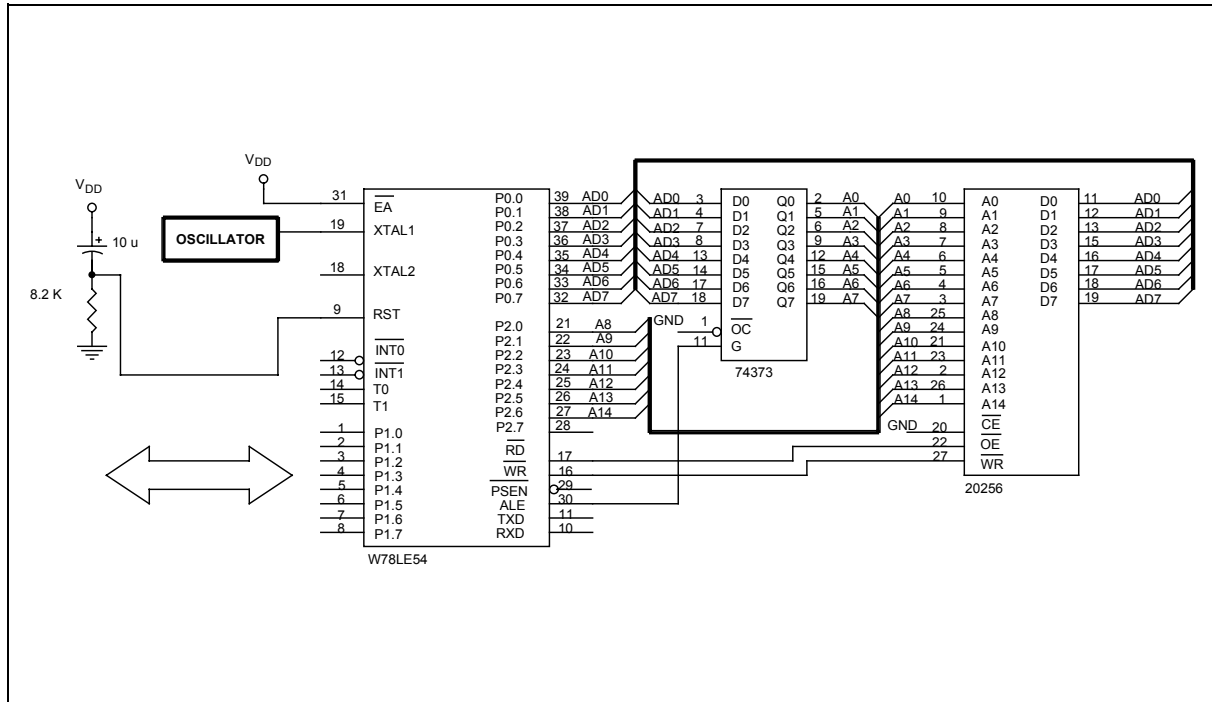 VDD
VDD
10 u
8.2 K
OSCILLATOR
+
31 EA
19 XTAL1
18 XTAL2
9 RST
12 INT0
13 INT1
14 T0
15 T1
1 P1.0
2 P1.1
3 P1.2
4 P1.3
5 P1.4
6 P1.5
7 P1.6
8 P1.7
P0.0 39 AD0
P0.1 38 AD1
P0.2 37 AD2
P0.3 36 AD3
P0.4 35 AD4
P0.5 34 AD5
P0.6 33 AD6
P0.7 32 AD7
P2.0 21 A8
P2.1 22 A9
P2.2 23 A10
P2.3 24 A11
P2.4 25 A12
P2.5 26 A13
P2.6 27 A14
P2.7 28
RD 17
WR 16
PSEN 29
ALE 30
TXD 11
RXD 10
W78LE54
AD0 3 D0 Q0 2 A0
AD1 4 D1 Q1 5 A1
AD2 7 D2 Q2 6 A2
AD3 8 D3 Q3 9 A3
AD4 13 D4 Q4 12 A4
AD5 14 D5 Q5 15 A5
AD6 17 D6 Q6 16 A6
AD7 18 D7 Q7 19 A7
GND 1 OC
11 G
74373
A0 10 A0 D0 11 AD0
A1 9 A1 D1 12 AD1
A2 8 A2 D2 13 AD2
A3 7 A3 D3 15 AD3
A4 6 A4 D4 16 AD4
A5 5 A5 D5 17 AD5
A6 4 A6 D6 18 AD6
A7 3 A7 D7 19 AD7
A8 25 A8
A9 24 A9
A10 21 A10
A11 23 A11
A12 2 A12
A13 26 A13
A14 1 A14
GND 20 CE
22 OE
27 WR
20256